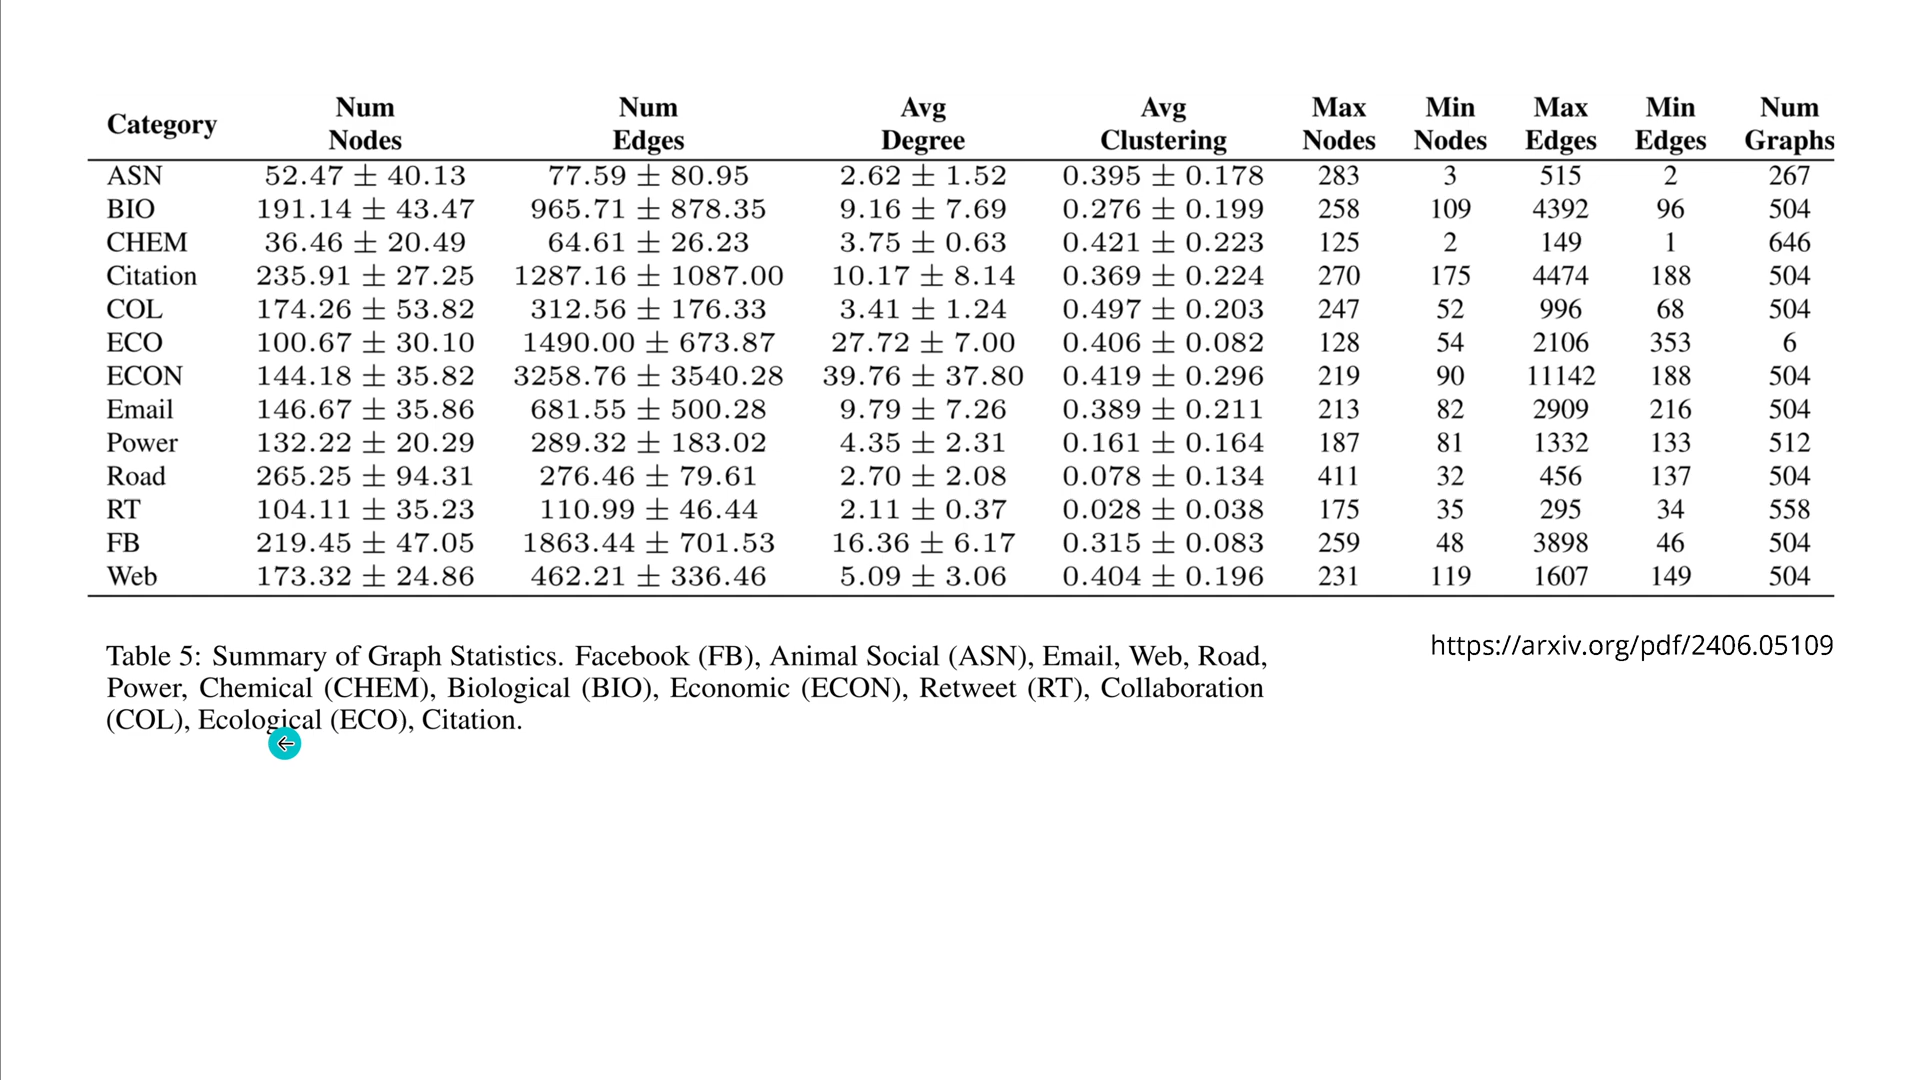 Category Num Nodes Num Edges Avg Degree Avg Clustering Max Nodes Min Nodes Max Edges Min Edges Num Graphs
ASN 52.47 ± 40.13 77.59 ± 80.95 2.62 ± 1.52 0.395 ± 0.178 283 3 515 2 267
BIO 191.14 ± 43.47 965.71 ± 878.35 9.16 ± 7.69 0.276 ± 0.199 258 109 4392 96 504
CHEM 36.46 ± 20.49 64.61 ± 26.23 3.75 ± 0.63 0.421 ± 0.223 125 2 149 1 646
Citation 235.91 ± 27.25 1287.16 ± 1087.00 10.17 ± 8.14 0.369 ± 0.224 270 175 4474 188 504
COL 174.26 ± 53.82 312.56 ± 176.33 3.41 ± 1.24 0.497 ± 0.203 247 52 996 68 504
ECO 100.67 ± 30.10 1490.00 ± 673.87 27.72 ± 7.00 0.406 ± 0.082 128 54 2106 353 6
ECON 144.18 ± 35.82 3258.76 ± 3540.28 39.76 ± 37.80 0.419 ± 0.296 219 90 11142 188 504
Email 146.67 ± 35.86 681.55 ± 500.28 9.79 ± 7.26 0.389 ± 0.211 213 82 2909 216 504
Power 132.22 ± 20.29 289.32 ± 183.02 4.35 ± 2.31 0.161 ± 0.164 187 81 1332 133 512
Road 265.25 ± 94.31 276.46 ± 79.61 2.70 ± 2.08 0.078 ± 0.134 411 32 456 137 504
RT 104.11 ± 35.23 110.99 ± 46.44 2.11 ± 0.37 0.028 ± 0.038 175 35 295 34 558
FB 219.45 ± 47.05 1863.44 ± 701.53 16.36 ± 6.17 0.315 ± 0.083 259 48 3898 46 504
Web 173.32 ± 24.86 462.21 ± 336.46 5.09 ± 3.06 0.404 ± 0.196 231 119 1607 149 504
https://arxiv.org/pdf/2406.05109
Table 5: Summary of Graph Statistics. Facebook (FB), Animal Social (ASN), Email, Web, Road,
Power, Chemical (CHEM), Biological (BIO), Economic (ECON), Retweet (RT), Collaboration
(COL), Ecological (ECO), Citation.